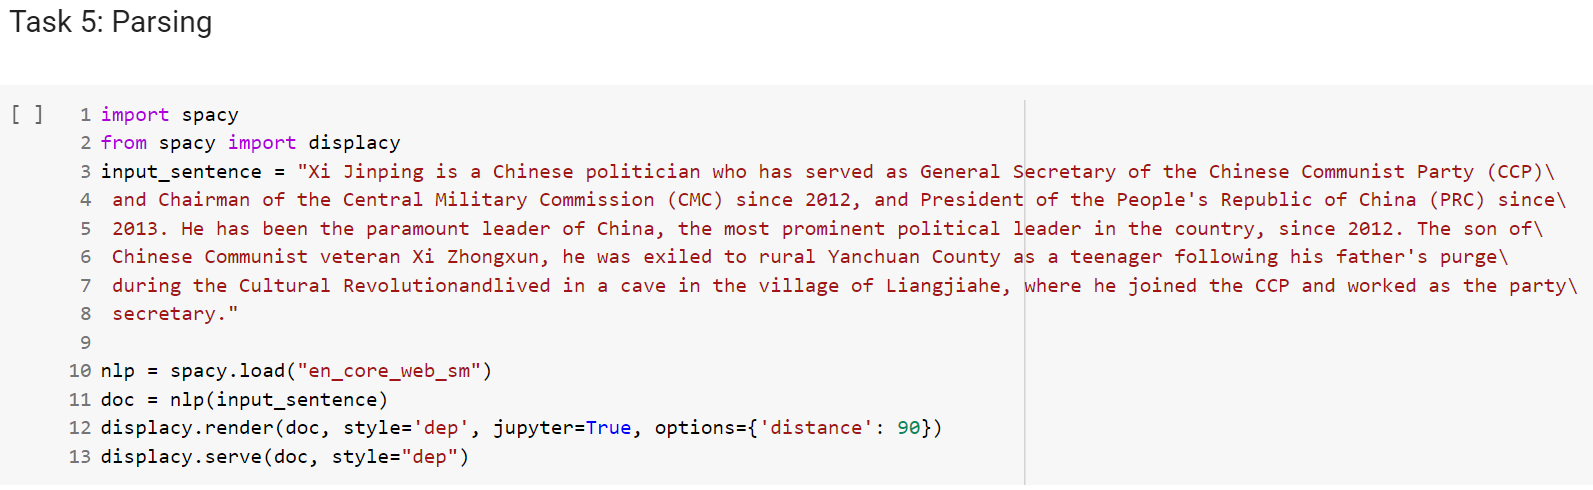 Task 5: Parsing
[ ]
1 import spacy
2 from spacy import displacy
3 input_sentence = "Xi Jinping is a Chinese politician who has served as General Secretary of the Chinese Communist Party (CCP)\
4  and Chairman of the Central Military Commission (CMC) since 2012, and President of the People's Republic of China (PRC) since\
5  2013. He has been the paramount leader of China, the most prominent political leader in the country, since 2012. The son of\
6  Chinese Communist veteran Xi Zhongxun, he was exiled to rural Yanchuan County as a teenager following his father's purge\
7  during the Cultural Revolutionandlived in a cave in the village of Liangjiahe, where he joined the CCP and worked as the party\
8  secretary."
9
10 nlp = spacy.load("en_core_web_sm")
11 doc = nlp(input_sentence)
12 displacy.render(doc, style='dep', jupyter=True, options={'distance': 90})
13 displacy.serve(doc, style="dep")